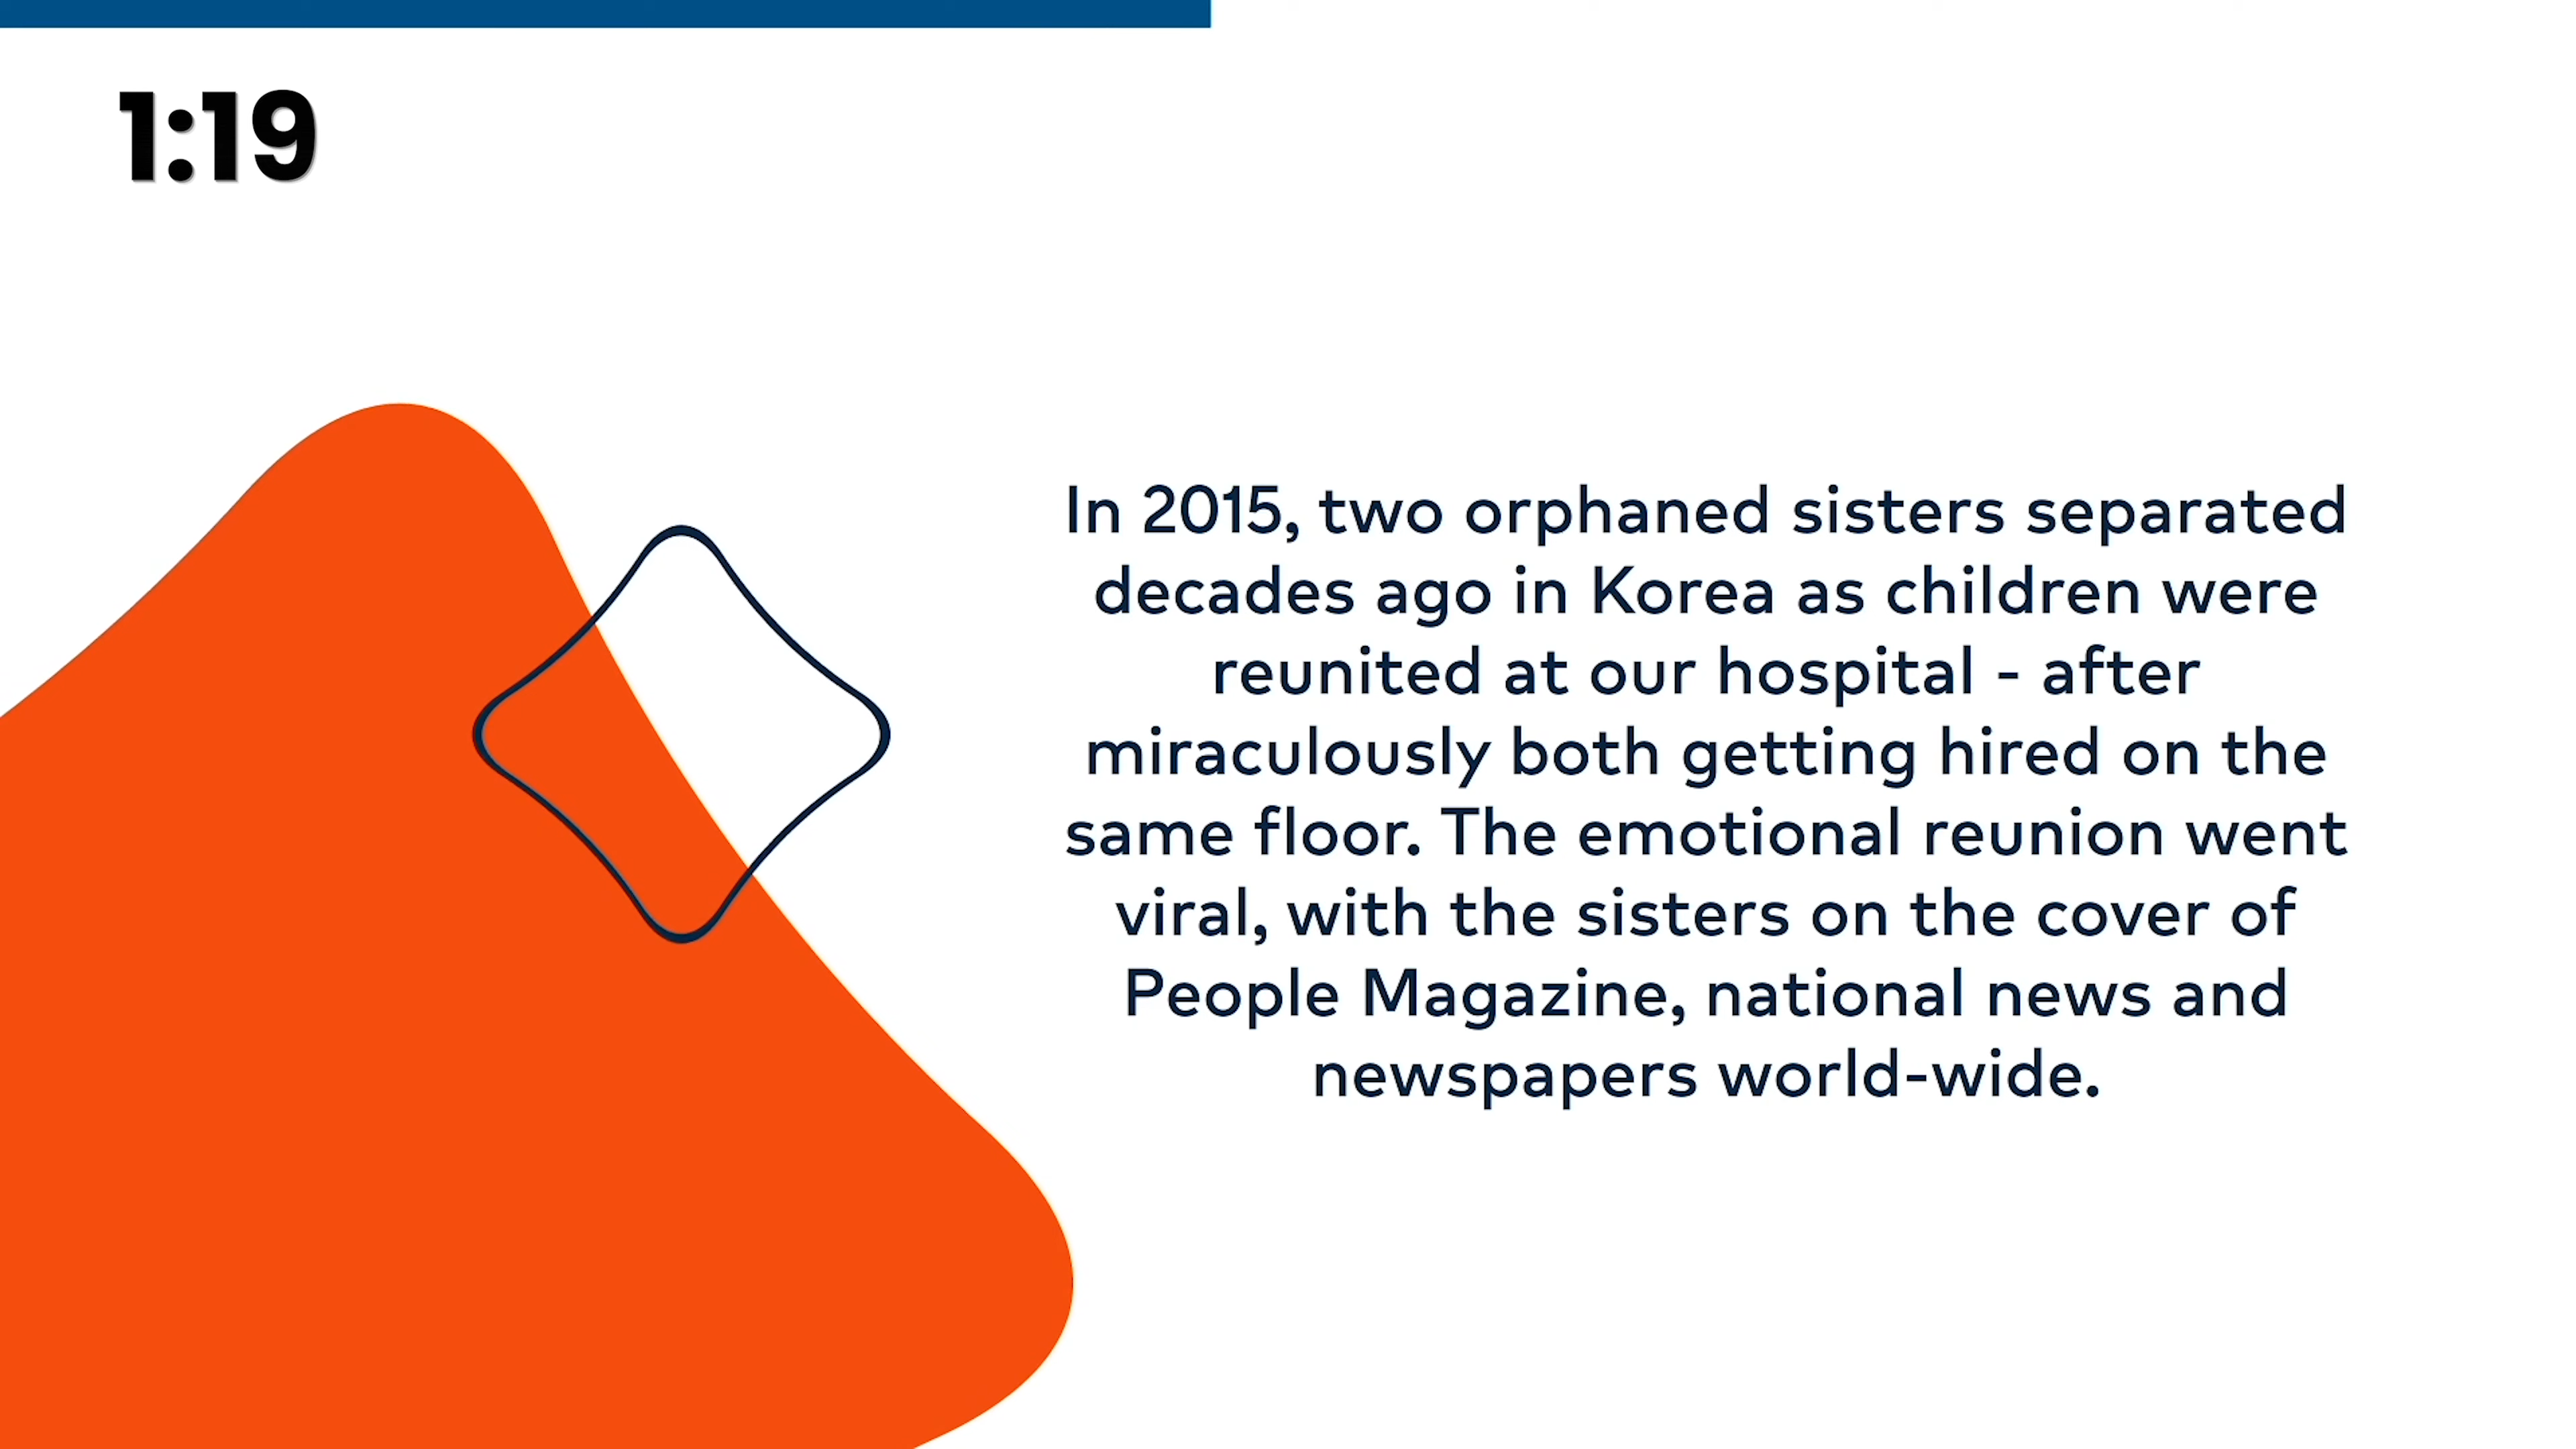 1:19
In 2015, two orphaned sisters separated
decades ago in Korea as children were
reunited at our hospital - after
miraculously both getting hired on the
same floor. The emotional reunion went
viral, with the sisters on the cover of
People Magazine, national news and
newspapers world-wide.